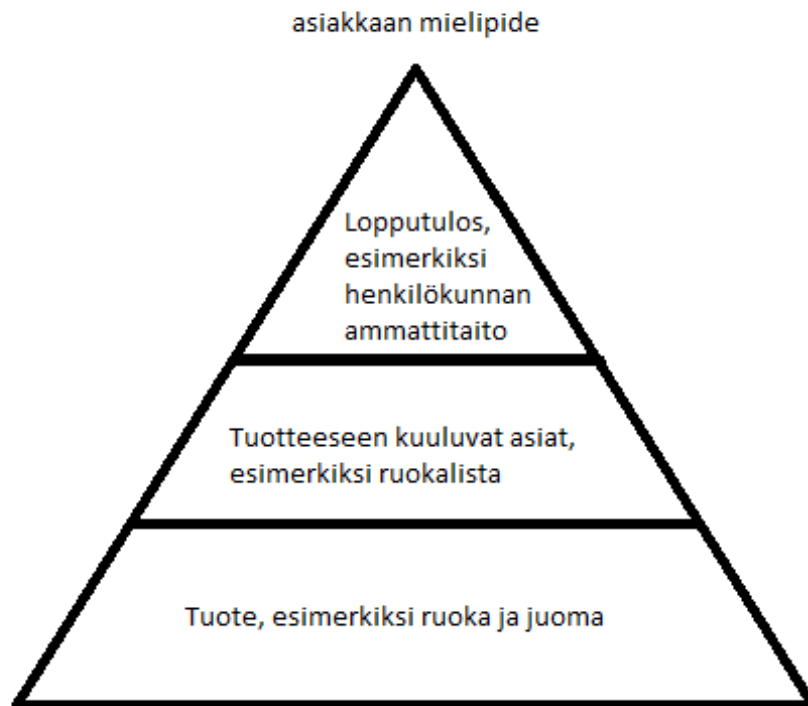 asiakkaan mielipide
Lopputulos,
esimerkiksi
henkilökunnan
ammattitaito
Tuotteeseen kuuluvat asiat,
esimerkiksi ruokalista
Tuote, esimerkiksi ruoka ja juoma